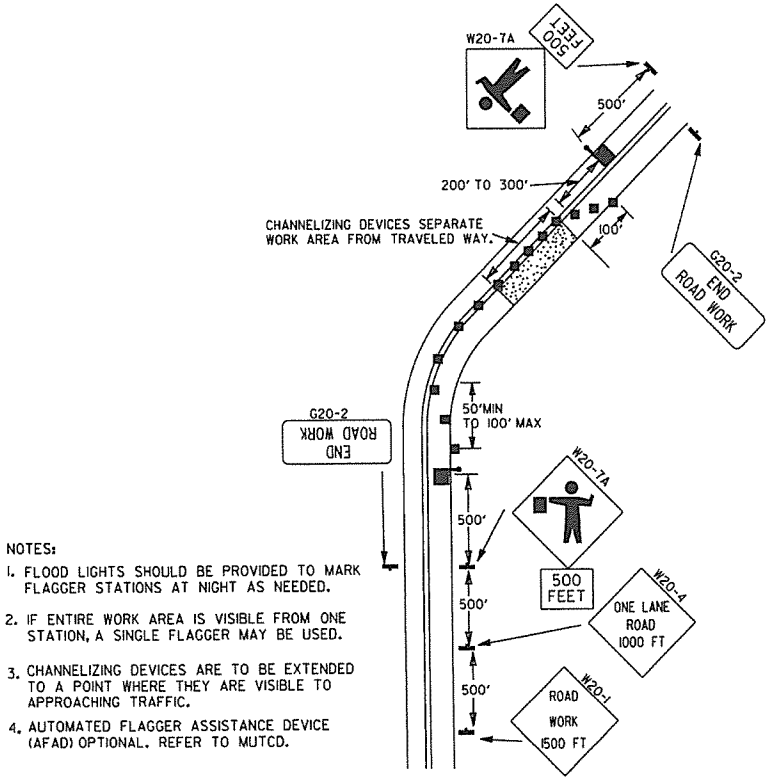 W20-7A
500
FEET
500'
200' TO 300'
CHANNELIZING DEVICES SEPARATE
WORK AREA FROM TRAVELED WAY.
100'
G20-2
END
ROAD WORK
G20-2
END
ROAD WORK
50'MIN
TO 100' MAX
W20-7A
500'
500
FEET
500'
W20-4
ONE LANE
ROAD
1000 FT
500'
W20-1
ROAD
WORK
1500 FT
NOTES:
1. FLOOD LIGHTS SHOULD BE PROVIDED TO MARK
FLAGGER STATIONS AT NIGHT AS NEEDED.
2. IF ENTIRE WORK AREA IS VISIBLE FROM ONE
STATION, A SINGLE FLAGGER MAY BE USED.
3. CHANNELIZING DEVICES ARE TO BE EXTENDED
TO A POINT WHERE THEY ARE VISIBLE TO
APPROACHING TRAFFIC.
4. AUTOMATED FLAGGER ASSISTANCE DEVICE
(AFAD) OPTIONAL. REFER TO MUTCD.